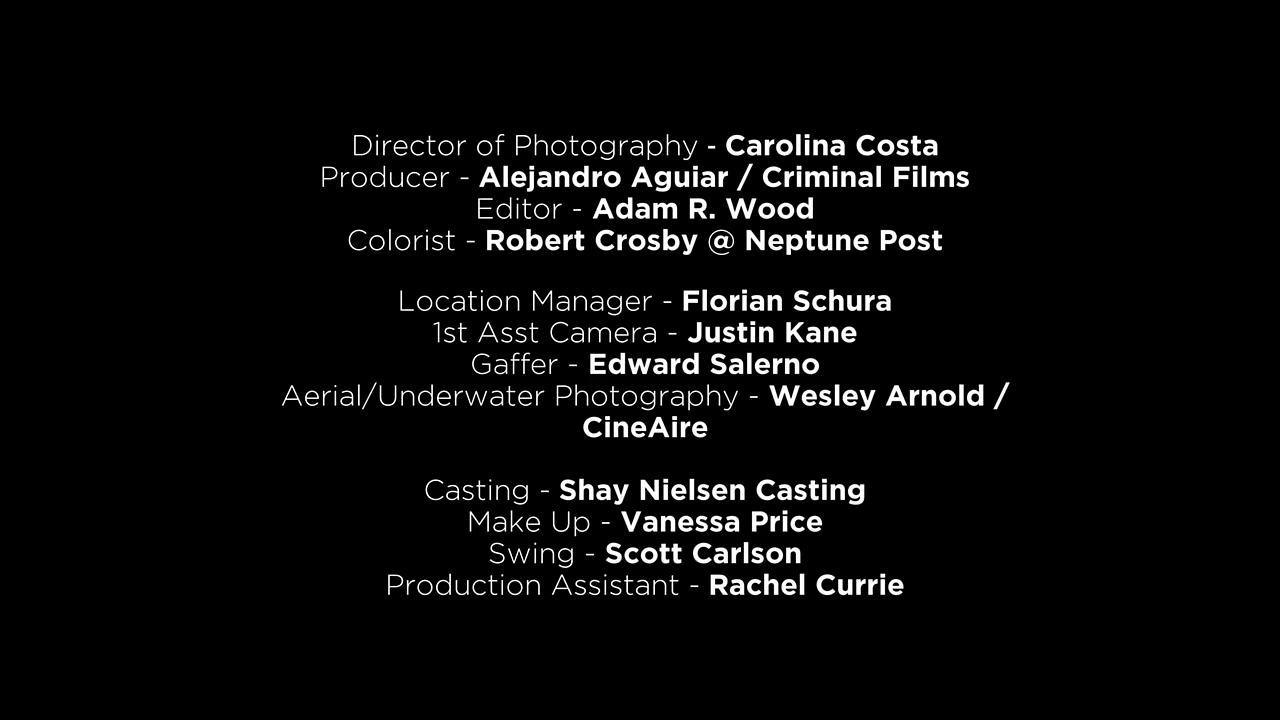 Director of Photography - Carolina Costa
Producer - Alejandro Aguiar / Criminal Films
Editor - Adam R. Wood
Colorist - Robert Crosby @ Neptune Post
Location Manager - Florian Schura
1st Asst Camera - Justin Kane
Gaffer - Edward Salerno
Aerial/Underwater Photography - Wesley Arnold /
CineAire
Casting - Shay Nielsen Casting
Make Up - Vanessa Price
Swing - Scott Carlson
Production Assistant - Rachel Currie